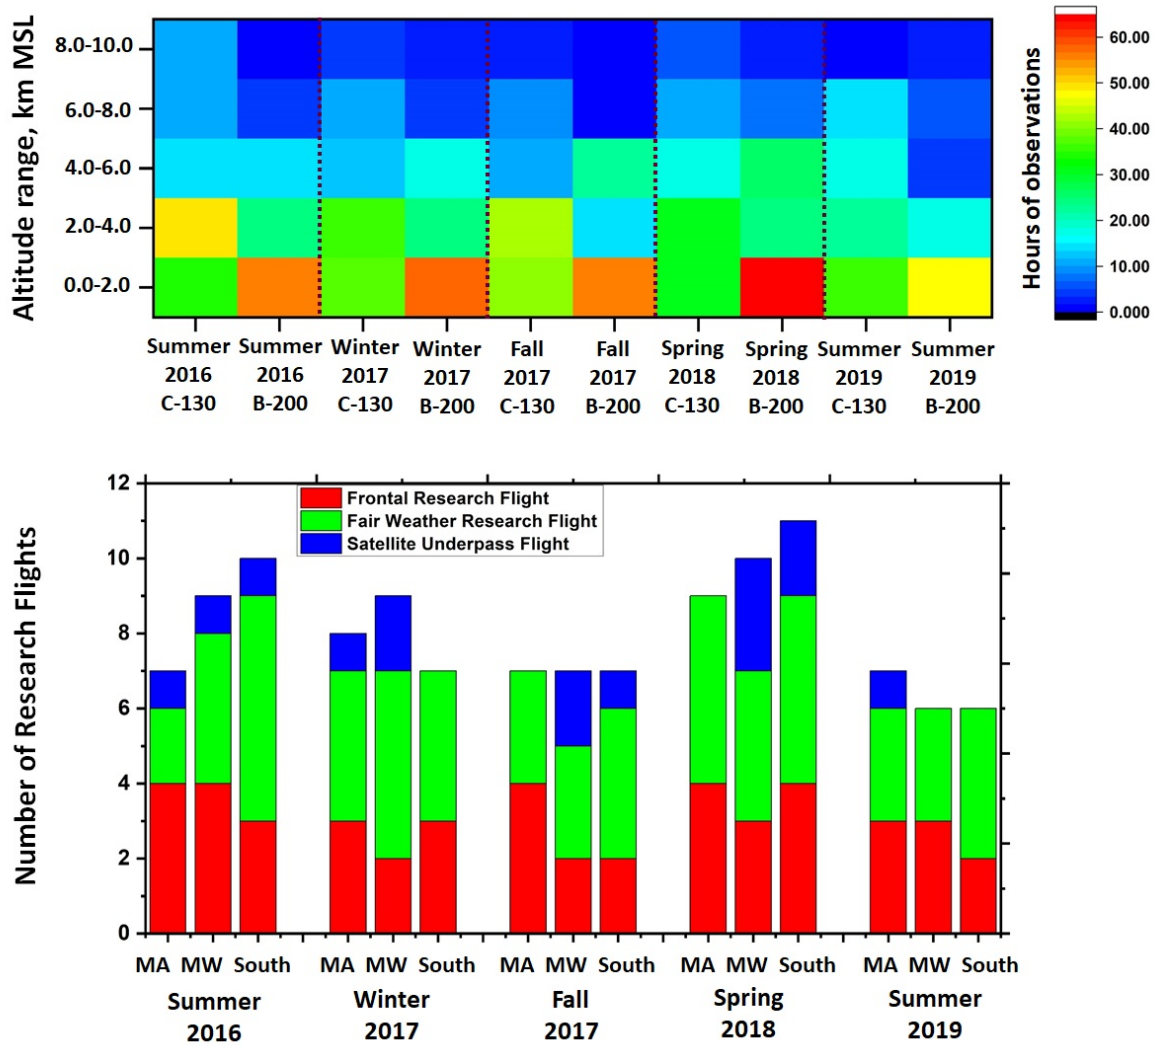 Altitude range, km MSL
8.0-10.0
6.0-8.0
4.0-6.0
2.0-4.0
0.0-2.0
Summer 2016 C-130
Summer 2016 B-200
Winter 2017 C-130
Winter 2017 B-200
Fall 2017 C-130
Fall 2017 B-200
Spring 2018 C-130
Spring 2018 B-200
Summer 2019 C-130
Summer 2019 B-200
Hours of observations
60.00
50.00
40.00
30.00
20.00
10.00
0.000
Number of Research Flights
12
10
8
6
4
2
0
Frontal Research Flight
Fair Weather Research Flight
Satellite Underpass Flight
MA MW South
Summer
2016
MA MW South
Winter
2017
MA MW South
Fall
2017
MA MW South
Spring
2018
MA MW South
Summer
2019